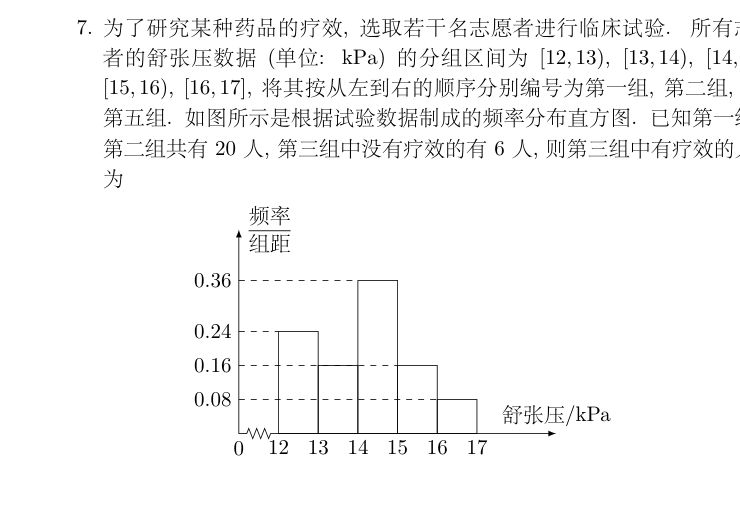 7. 为了研究某种药品的疗效, 选取若干名志愿者进行临床试验. 所有
者的舒张压数据 (单位: kPa) 的分组区间为 [12, 13), [13, 14), [14,
[15, 16), [16, 17], 将其按从左到右的顺序分别编号为第一组, 第二组,
第五组. 如图所示是根据试验数据制成的频率分布直方图. 已知第一
第二组共有 20 人, 第三组中没有疗效的有 6 人, 则第三组中有疗效的
为
频率
组距
0.36
0.24
0.16
0.08
舒张压/kPa
0 12 13 14 15 16 17